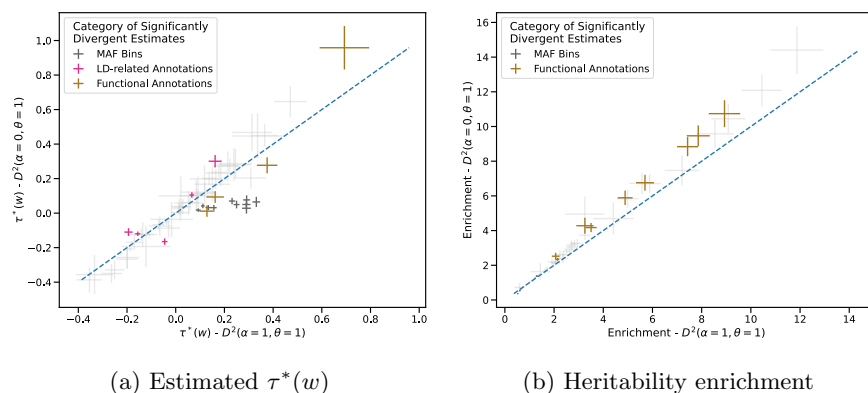 Category of Significantly
Divergent Estimates
MAF Bins
LD-related Annotations
Functional Annotations
1.0
0.8
0.6
0.4
0.2
0.0
−0.2
−0.4
τ*(w) - D²(α = 0, θ = 1)
−0.4 −0.2 0.0 0.2 0.4 0.6 0.8 1.0
τ*(w) - D²(α = 1, θ = 1)
(a) Estimated τ*(w)
Category of Significantly
Divergent Estimates
MAF Bins
Functional Annotations
16
14
12
10
8
6
4
2
0
Enrichment - D²(α = 0, θ = 1)
0 2 4 6 8 10 12 14
Enrichment - D²(α = 1, θ = 1)
(b) Heritability enrichment